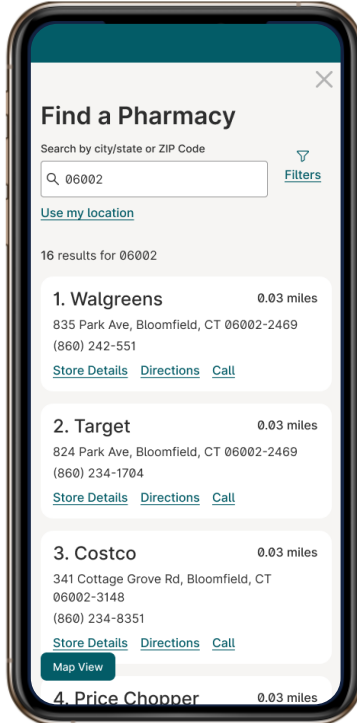 Find a Pharmacy
Search by city/state or ZIP Code
06002
Filters
Use my location
16 results for 06002
1. Walgreens 0.03 miles
835 Park Ave, Bloomfield, CT 06002-2469
(860) 242-551
Store Details Directions Call
2. Target 0.03 miles
824 Park Ave, Bloomfield, CT 06002-2469
(860) 234-1704
Store Details Directions Call
3. Costco 0.03 miles
341 Cottage Grove Rd, Bloomfield, CT
06002-3148
(860) 234-8351
Store Details Directions Call
Map View
4. Price Chopper 0.03 miles